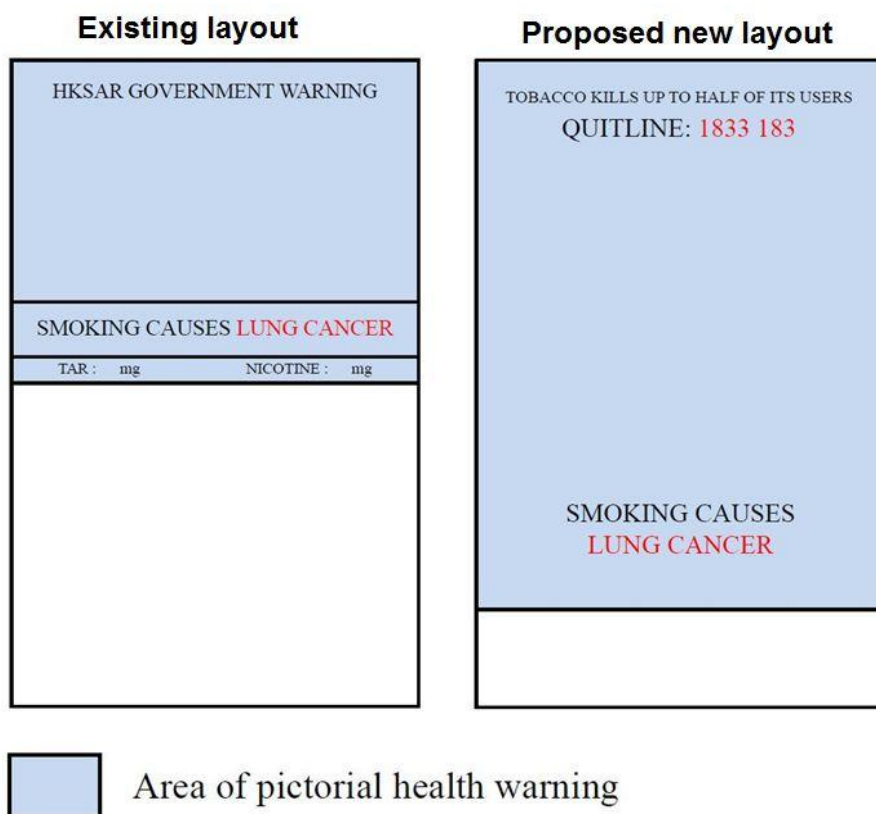 Existing layout
HKSAR GOVERNMENT WARNING
SMOKING CAUSES LUNG CANCER
TAR : mg NICOTINE : mg
Proposed new layout
TOBACCO KILLS UP TO HALF OF ITS USERS
QUITLINE: 1833 183
SMOKING CAUSES
LUNG CANCER
Area of pictorial health warning